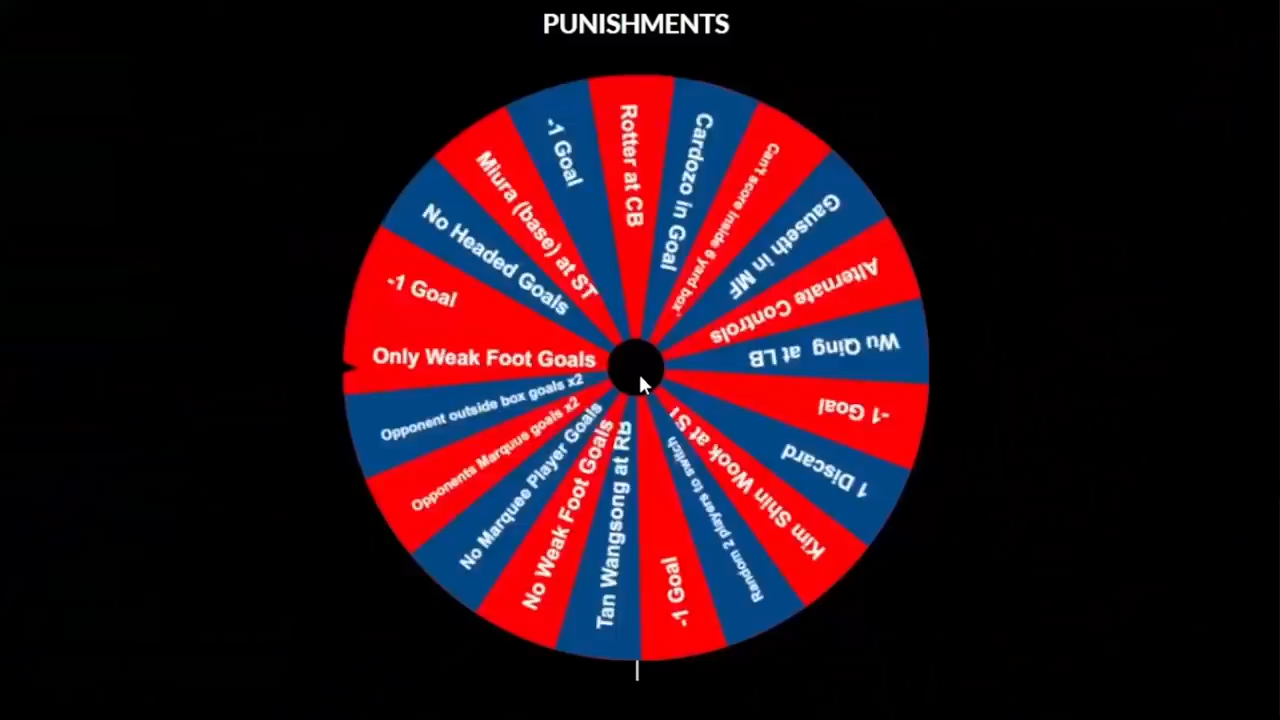 PUNISHMENTS
Rotter at CB
Cardozo in Goal
Can't score inside 6 yard box"
Gauseth in MF
Alternate Controls
Wu Qing at LB
-1 Goal
1 Discard
Kim Shin Wook at ST
Random 2 players to switch
-1 Goal
Tan Wangsong at RB
No Weak Foot Goals
No Marquee Player Goals
Opponents Marquue goals x2
Opponent outside box goals x2
Only Weak Foot Goals
-1 Goal
No Headed Goals
Miura (base) at ST
-1 Goal